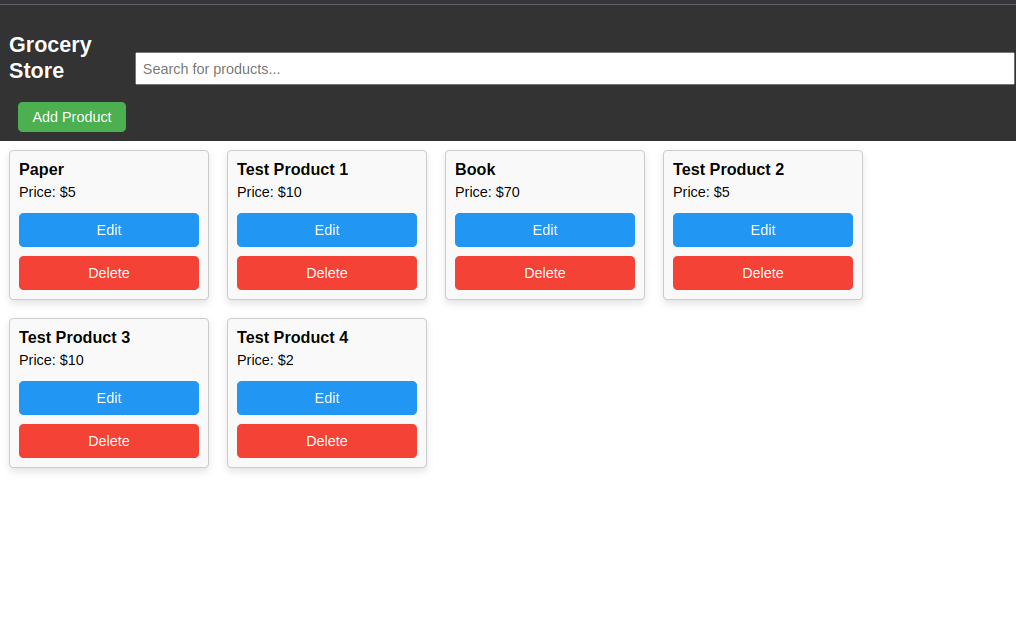 Grocery
Store
Search for products...
Add Product
Paper
Price: $5
Edit
Delete
Test Product 1
Price: $10
Edit
Delete
Book
Price: $70
Edit
Delete
Test Product 2
Price: $5
Edit
Delete
Test Product 3
Price: $10
Edit
Delete
Test Product 4
Price: $2
Edit
Delete